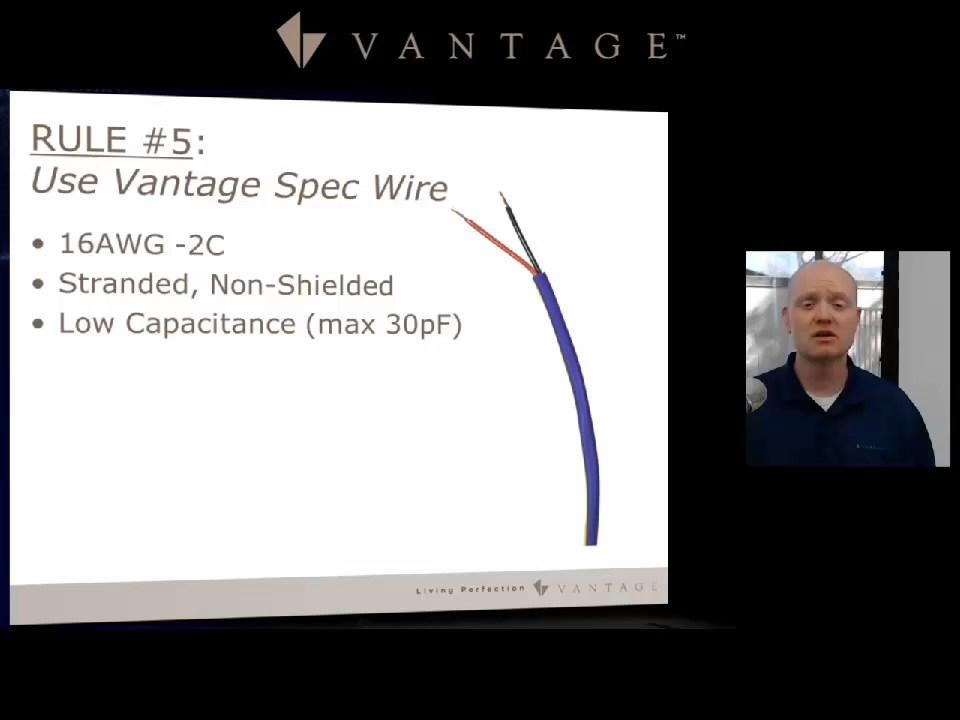 VANTAGE™
RULE #5:
Use Vantage Spec Wire
• 16AWG -2C
• Stranded, Non-Shielded
• Low Capacitance (max 30pF)
Living Perfection VANTAGE